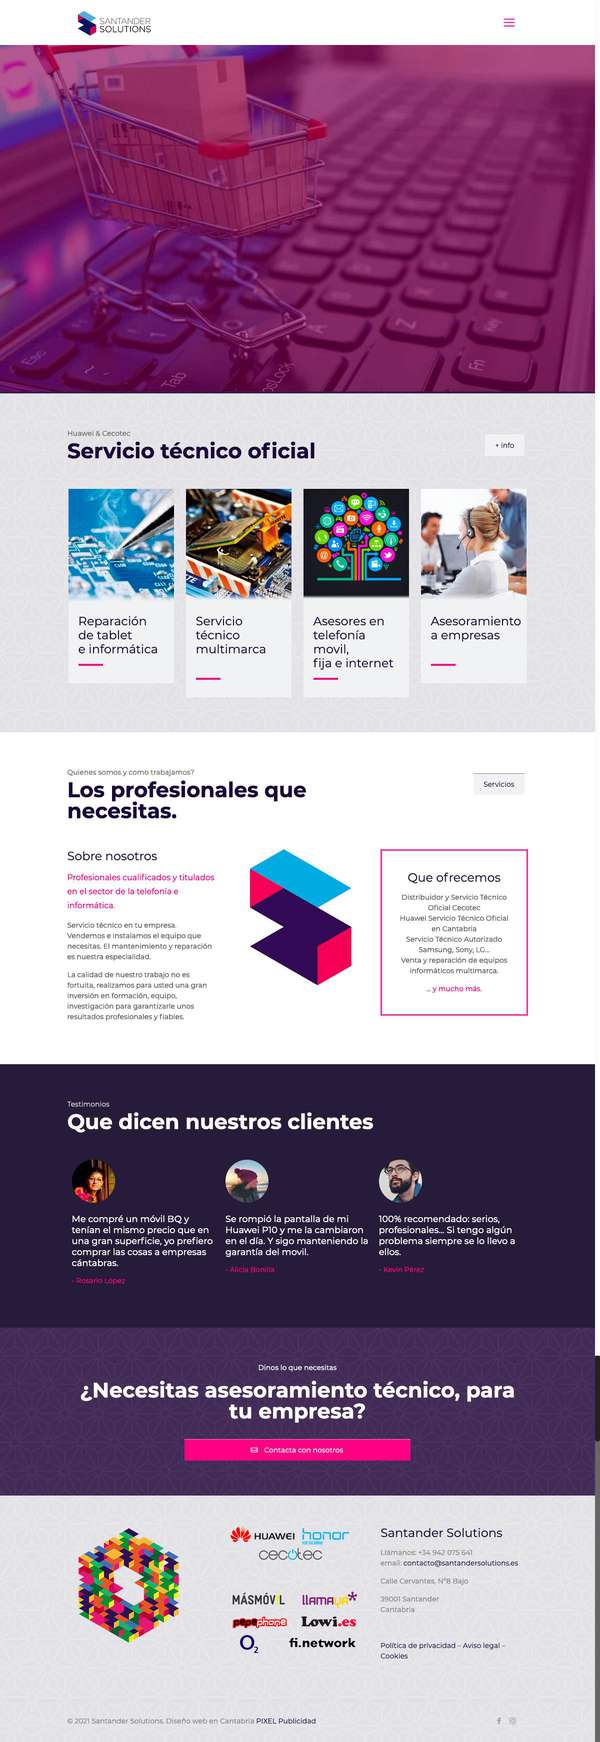 SANTANDER
SOLUTIONS
Esc
Tab
Fn
Huawei & Cecotec
Servicio técnico oficial
+ info
Reparación
de tablet
e informática
Servicio
técnico
multimarca
Asesores en
telefonía
movil,
fija e internet
Asesoramiento
a empresas
Quienes somos y como trabajamos?
Los profesionales que
necesitas.
Servicios
Sobre nosotros
Profesionales cualificados y titulados
en el sector de la telefonía e
informática.
Servicio técnico en tu empresa.
Vendemos e instalamos el equipo que
necesitas. El mantenimiento y reparación
es nuestra especialidad.
La calidad de nuestro trabajo no es
fortuita, realizamos para usted una gran
inversión en formación, equipo,
investigación para garantizarle unos
resultados profesionales y fiables.
Que ofrecemos
Distribuidor y Servicio Técnico
Oficial Cecotec
Huawei Servicio Técnico Oficial
en Cantabria
Servicio Técnico Autorizado
Samsung, Sony, LG...
Venta y reparación de equipos
informáticos multimarca.
... y mucho más.
Testimonios
Que dicen nuestros clientes
Me compré un móvil BQ y
tenían el mismo precio que en
una gran superficie, yo prefiero
comprar las cosas a empresas
cántabras.
- Rosario López
Se rompió la pantalla de mi
Huawei P10 y me la cambiaron
en el día. Y sigo manteniendo la
garantía del movil.
- Alicia Bonilla
100% recomendado: serios,
profesionales... Si tengo algún
problema siempre se lo llevo a
ellos.
- Kevin Pérez
Dinos lo que necesitas
¿Necesitas asesoramiento técnico, para
tu empresa?
Contacta con nosotros
HUAWEI honor
cecotec
MÁSMÓVIL llamaya*
pepephone Lowi.es
O2 fi.network
Santander Solutions
Llámanos: +34 942 075 641
email: contacto@santandersolutions.es
Calle Cervantes, Nº8 Bajo
39001 Santander
Cantabria
Política de privacidad – Aviso legal –
Cookies
© 2021 Santander Solutions. Diseño web en Cantabria PIXEL Publicidad